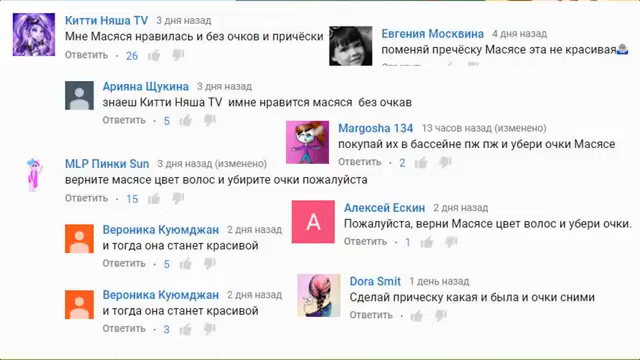 Китти Няша TV 3 дня назад
Мне Масяся нравилась и без очков и причёски
Ответить · 26
Евгения Москвина 4 дня назад
поменяй пречёску Масясе эта не красивая
Ответить
Арияна Щукина 3 дня назад
знаеш Китти Няша TV имне нравится масяся без очкав
Ответить · 5
Margosha 134 13 часов назад (изменено)
покупай их в бассейне пж пж и убери очки Масясе
Ответить · 2
MLP Пинки Sun 3 дня назад (изменено)
верните масясе цвет волос и убирите очки пожалуйста
Ответить · 15
Алексей Ескин 2 дня назад
Пожалуйста, верни Масясе цвет волос и убери очки.
Ответить · 1
А
Вероника Куюмджан 2 дня назад
и тогда она станет красивой
Ответить · 5
Dora Smit 1 день назад
Сделай прическу какая и была и очки сними
Ответить ·
Вероника Куюмджан 2 дня назад
и тогда она станет красивой
Ответить · 3